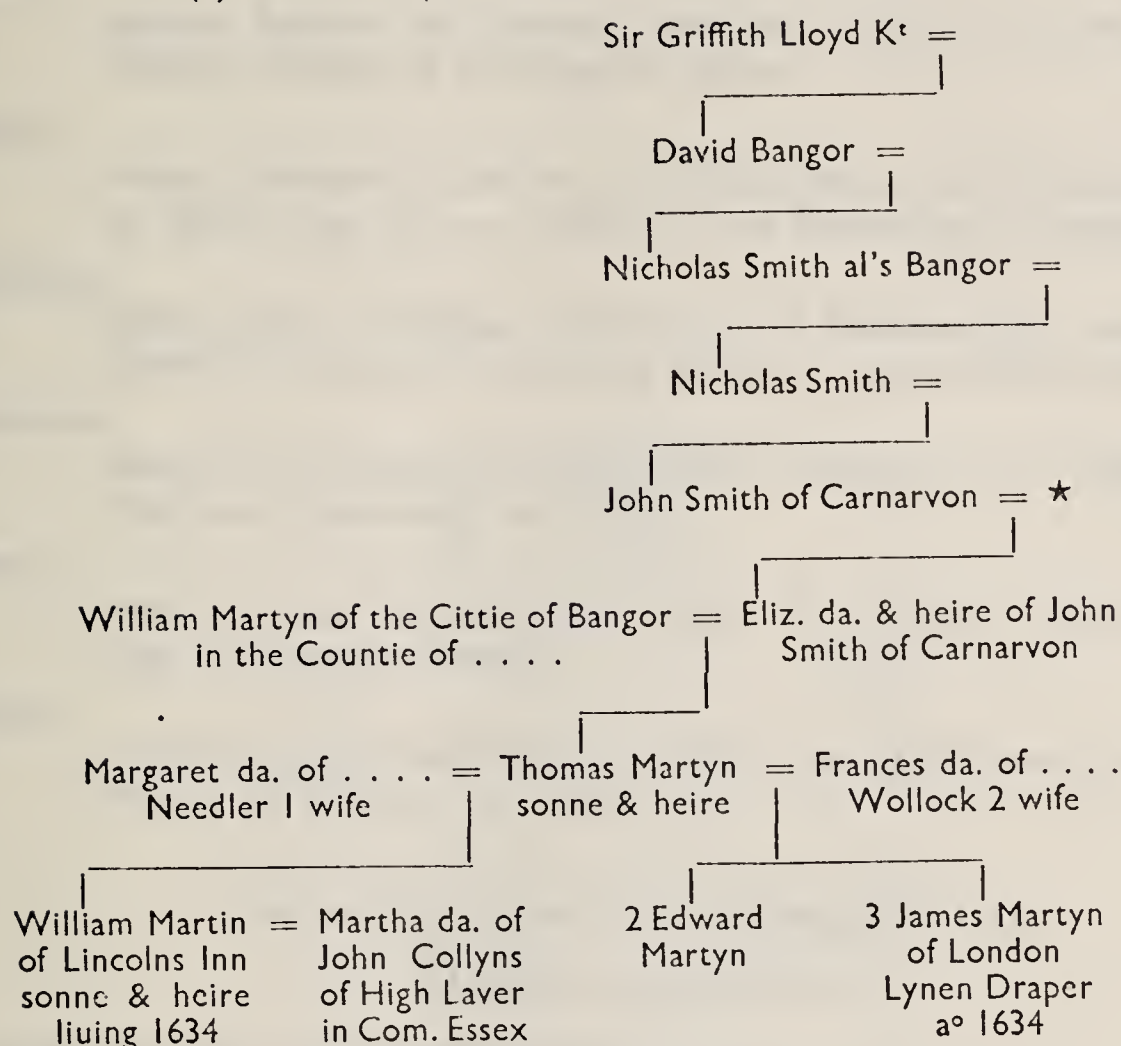 Sir Griffith Lloyd Kᵗ =
David Bangor =
Nicholas Smith al's Bangor =
Nicholas Smith =
John Smith of Carnarvon = ★
William Martyn of the Cittie of Bangor = Eliz. da. & heire of John
in the Countie of . . . . Smith of Carnarvon
Margaret da. of . . . . = Thomas Martyn = Frances da. of . . . .
Needler 1 wife sonne & heire Wollock 2 wife
William Martin = Martha da. of 2 Edward 3 James Martyn
of Lincolns Inn John Collyns Martyn of London
sonne & heire of High Laver Lynen Draper
liuing 1634 in Com. Essex aº 1634